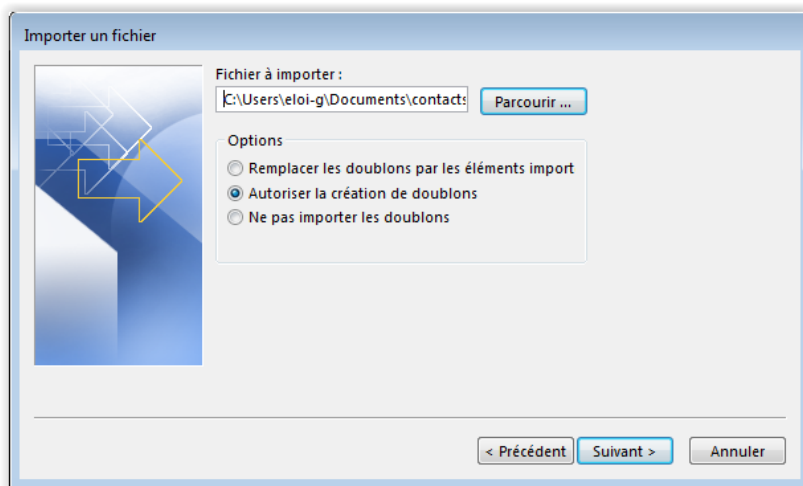 Importer un fichier
Fichier à importer :
C:\Users\eloi-g\Documents\contacts
Parcourir ...
Options
Remplacer les doublons par les éléments import
Autoriser la création de doublons
Ne pas importer les doublons
< Précédent Suivant > Annuler